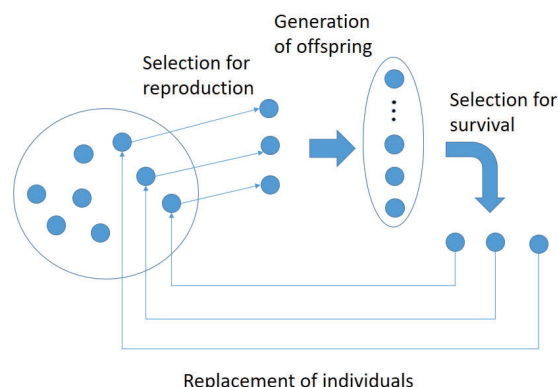 Generation
of offspring
Selection for
reproduction
Selection for
survival
Replacement of individuals